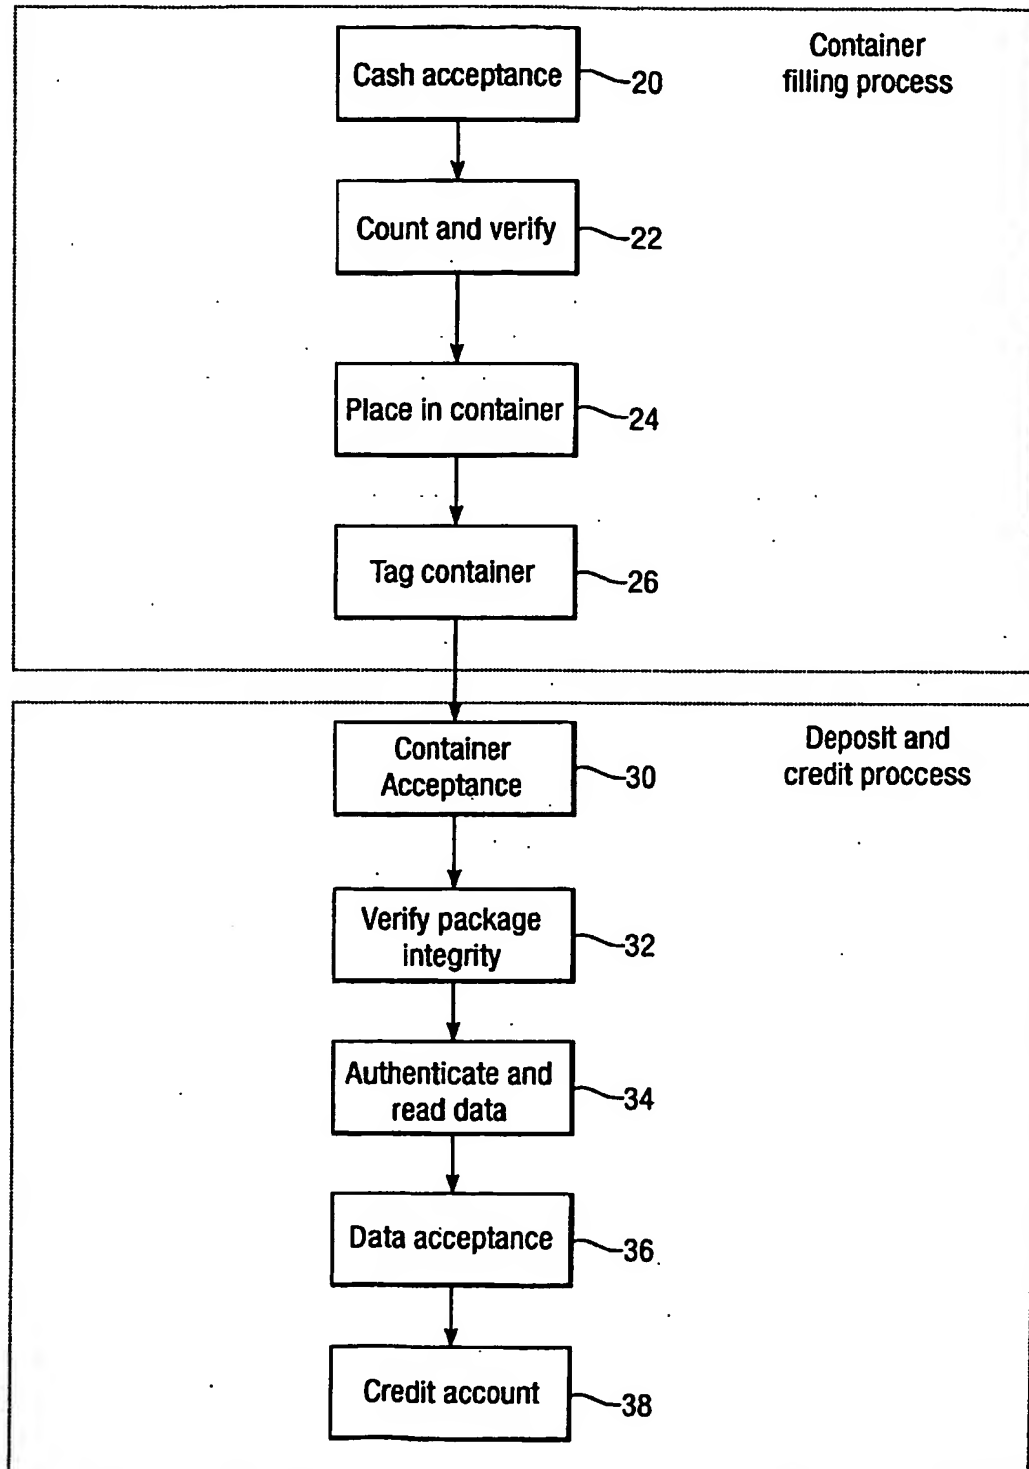 Container
filling process
Cash acceptance
20
Count and verify
22
Place in container
24
Tag container
26
Deposit and
credit proccess
Container
Acceptance
30
Verify package
integrity
32
Authenticate and
read data
34
Data acceptance
36
Credit account
38